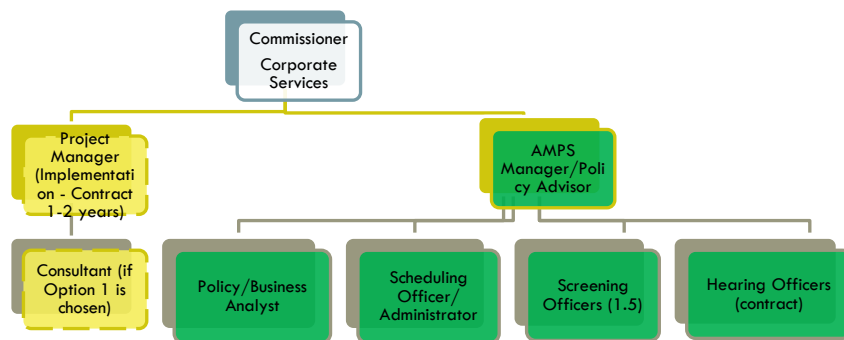 Commissioner
Corporate
Services
Project
Manager
(Implementati
on - Contract
1-2 years)
AMPS
Manager/Poli
cy Advisor
Consultant (if
Option 1 is
chosen)
Policy/Business
Analyst
Scheduling
Officer/
Administrator
Screening
Officers (1.5)
Hearing Officers
(contract)